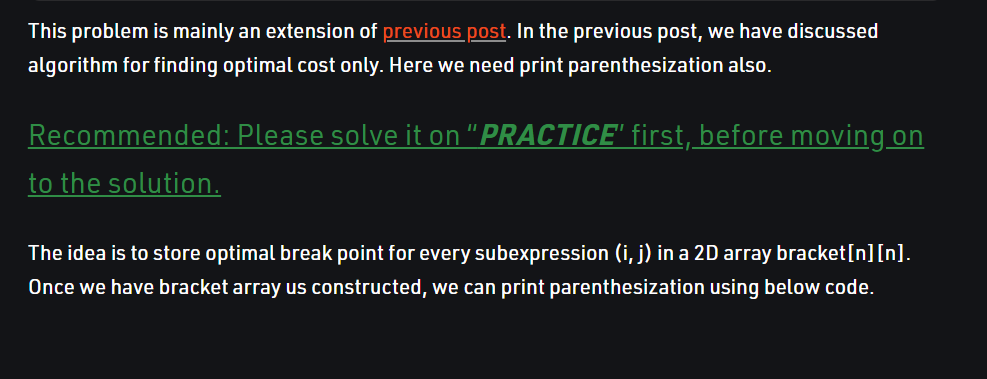 This problem is mainly an extension of previous post. In the previous post, we have discussed
algorithm for finding optimal cost only. Here we need print parenthesization also.
Recommended: Please solve it on “PRACTICE” first, before moving on
to the solution.
The idea is to store optimal break point for every subexpression (i, j) in a 2D array bracket[n][n].
Once we have bracket array us constructed, we can print parenthesization using below code.